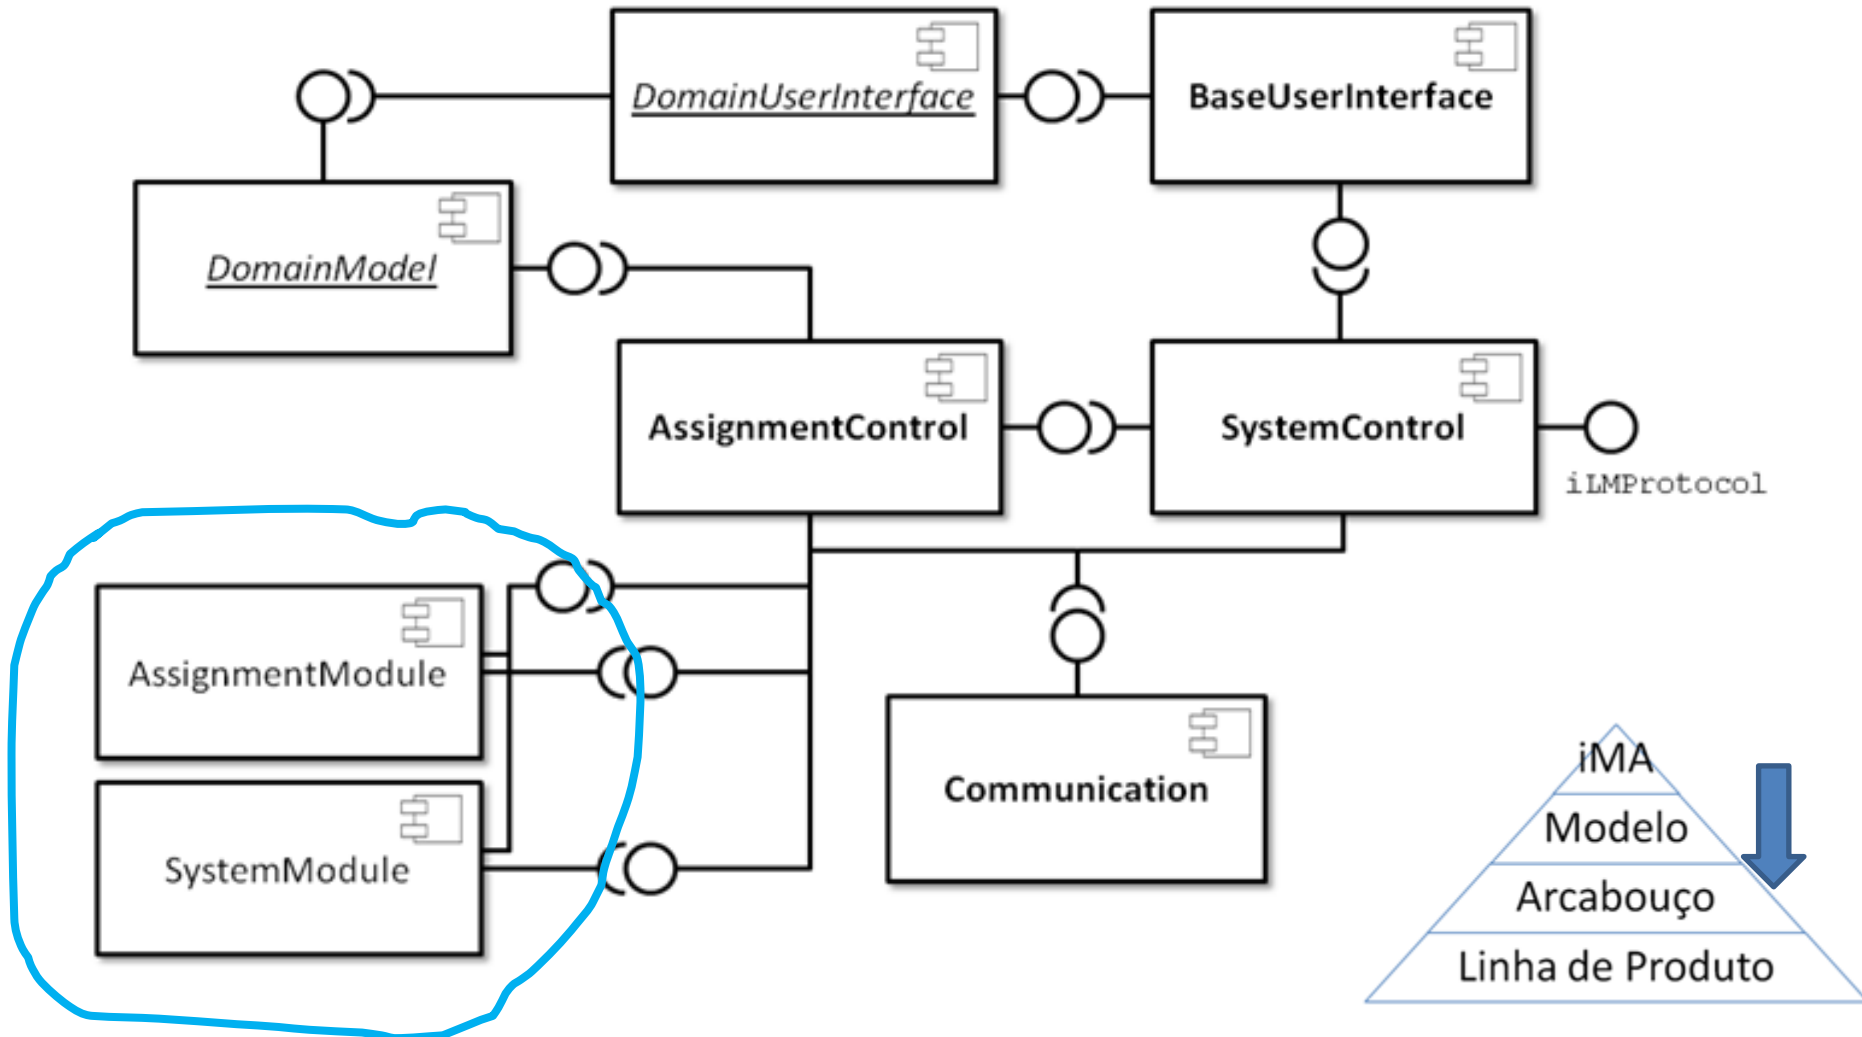 DomainUserInterface
BaseUserInterface
DomainModel
AssignmentControl
SystemControl
iLMProtocol
AssignmentModule
SystemModule
Communication
iMA
Modelo
Arcabouço
Linha de Produto